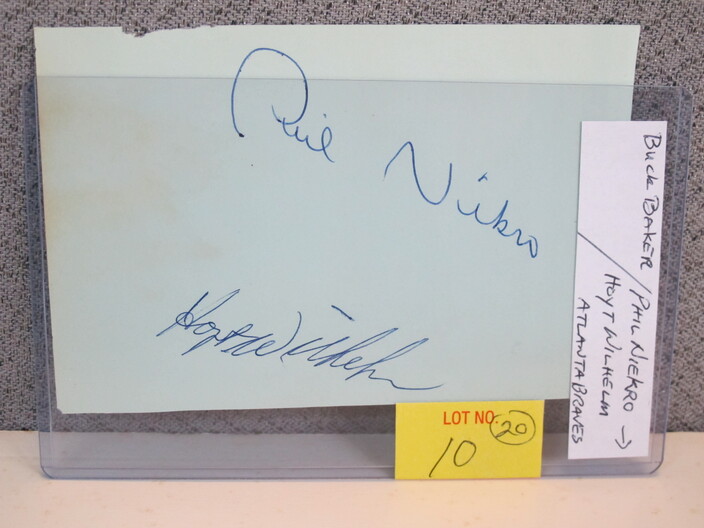 Phil Niekro
Hoyt Wilhelm
BUCK BAKER / PHIL NIEKRO →
/ HOYT WILHELM
ATLANTA BRAVES
LOT NO. 20
10